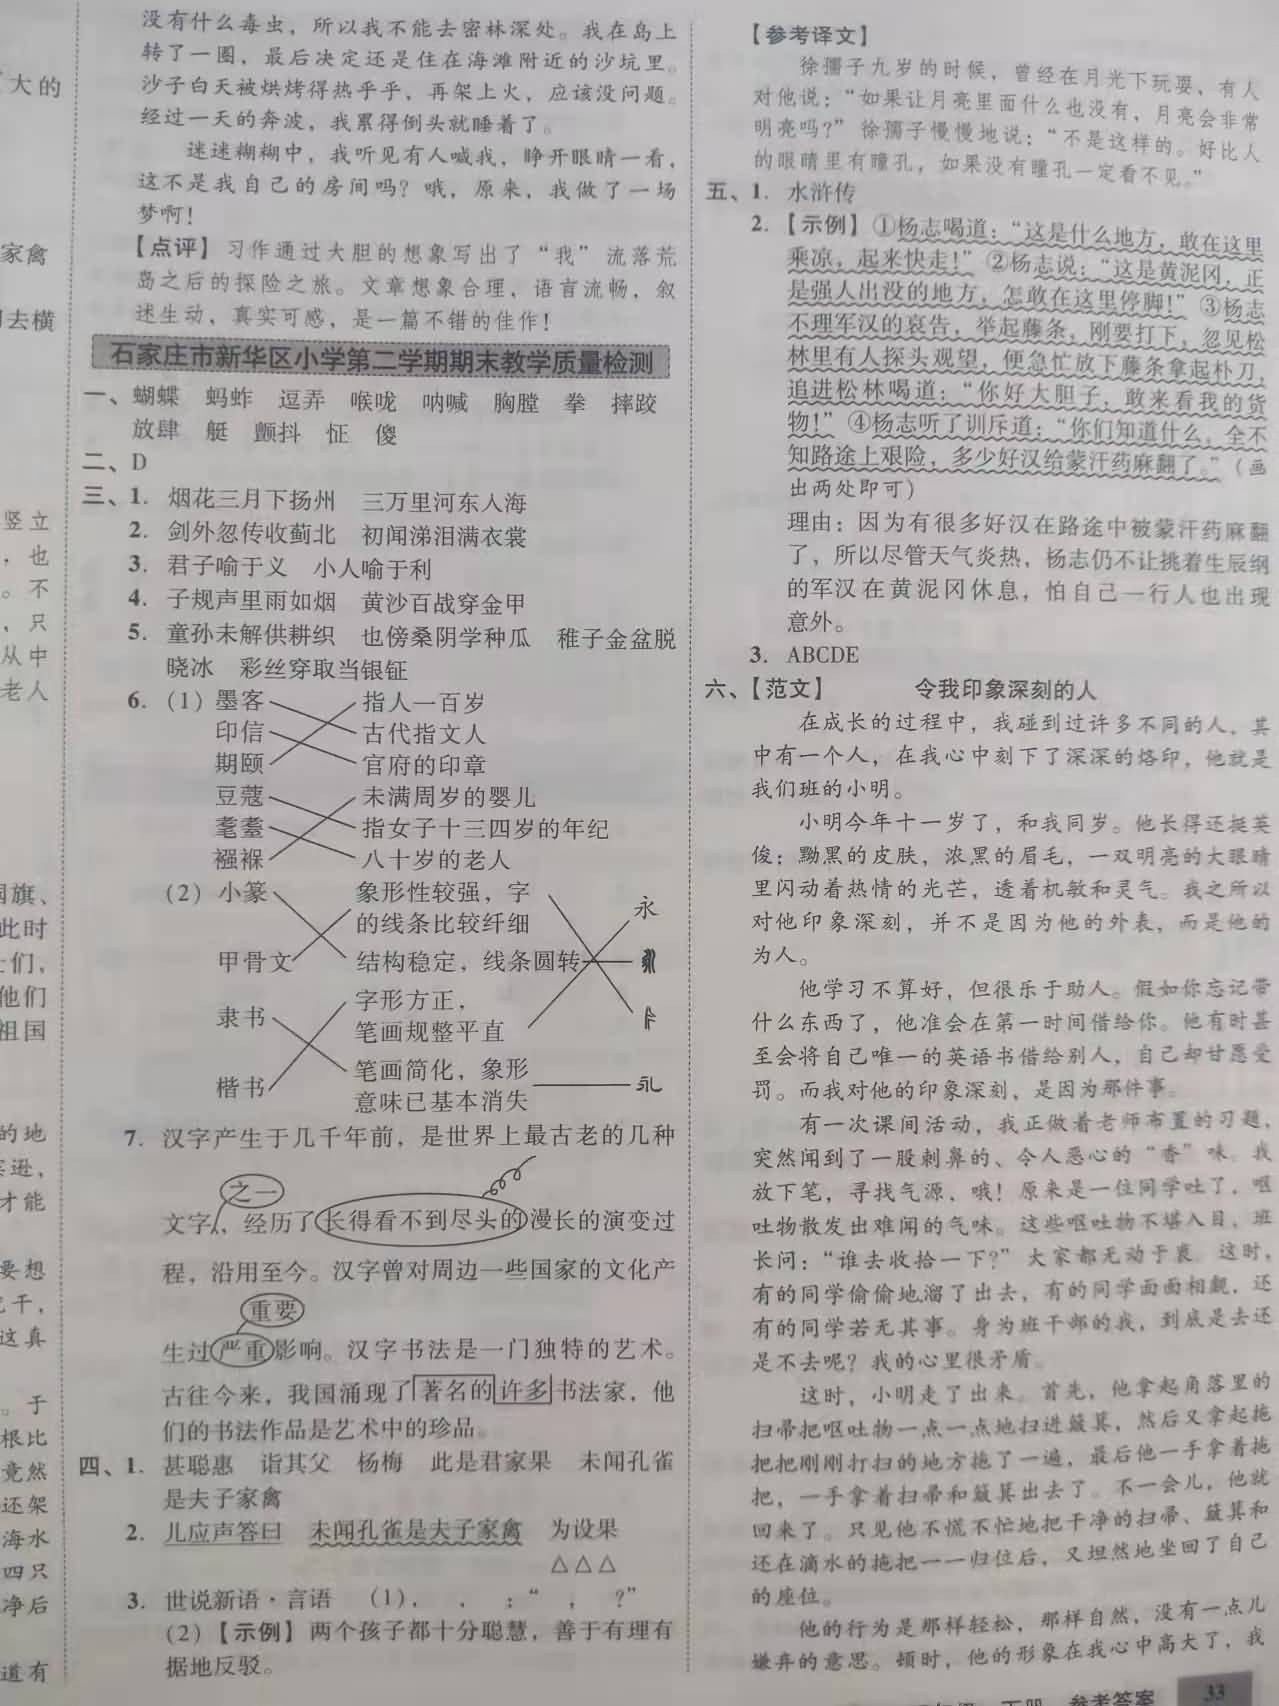 大的
家禽
去横
竖立
，也
。不
，只
从中
老人
国旗、
此时
士们，
他们
祖国
的地
才能
要想
这真
。于
根比
竟然
还架
海水
四只
净后
道有
没有什么毒虫，所以我不能去密林深处。我在岛上
转了一圈，最后决定还是住在海滩附近的沙坑里。
沙子白天被烘烤得热乎乎，再架上火，应该没问题。
经过一天的奔波，我累得倒头就睡着了。
迷迷糊糊中，我听见有人喊我，睁开眼睛一看，
这不是我自己的房间吗？哦，原来，我做了一场
梦啊！
【点评】习作通过大胆的想象写出了“我”流落荒
岛之后的探险之旅。文章想象合理，语言流畅，叙
述生动，真实可感，是一篇不错的佳作！
石家庄市新华区小学第二学期期末教学质量检测
一、蝴蝶 蚂蚱 逗弄 喉咙 呐喊 胸膛 拳 摔跤
放肆 艇 颤抖 怔 傻
二、D
三、1. 烟花三月下扬州 三万里河东入海
2. 剑外忽传收蓟北 初闻涕泪满衣裳
3. 君子喻于义 小人喻于利
4. 子规声里雨如烟 黄沙百战穿金甲
5. 童孙未解供耕织 也傍桑阴学种瓜 稚子金盆脱
晓冰 彩丝穿取当银钲
6. （1）墨客 指人一百岁
印信 古代指文人
期颐 官府的印章
豆蔻 未满周岁的婴儿
耄耋 指女子十三四岁的年纪
襁褓 八十岁的老人
（2）小篆 象形性较强，字
的线条比较纤细 永
甲骨文 结构稳定，线条圆转
隶书 字形方正，
笔画规整平直
楷书 笔画简化，象形
意味已基本消失
7. 汉字产生于几千年前，是世界上最古老的几种
之一
文字，经历了长得看不到尽头的漫长的演变过
程，沿用至今。汉字曾对周边一些国家的文化产
重要
生过严重影响。汉字书法是一门独特的艺术。
古往今来，我国涌现了著名的许多书法家，他
们的书法作品是艺术中的珍品。
四、1. 甚聪惠 诣其父 杨梅 此是君家果 未闻孔雀
是夫子家禽
2. 儿应声答曰 未闻孔雀是夫子家禽 为设果
△△△
3. 世说新语·言语 （1）， ， ：“ ， ？”
（2）【示例】两个孩子都十分聪慧，善于有理有
据地反驳。
【参考译文】
徐孺子九岁的时候，曾经在月光下玩耍，有人
对他说：“如果让月亮里面什么也没有，月亮会非常
明亮吗？”徐孺子慢慢地说：“不是这样的。好比人
的眼睛里有瞳孔，如果没有瞳孔一定看不见。”
五、1. 水浒传
2. 【示例】①杨志喝道：“这是什么地方，敢在这里
乘凉，起来快走！”②杨志说：“这是黄泥冈，正
是强人出没的地方，怎敢在这里停脚！”③杨志
不理军汉的哀告，举起藤条，刚要打下，忽见松
林里有人探头观望，便急忙放下藤条拿起朴刀，
追进松林喝道：“你好大胆子，敢来看我的货
物！”④杨志听了训斥道：“你们知道什么，全不
知路途上艰险，多少好汉给蒙汗药麻翻了。”（画
出两处即可）
理由：因为有很多好汉在路途中被蒙汗药麻翻
了，所以尽管天气炎热，杨志仍不让挑着生辰纲
的军汉在黄泥冈休息，怕自己一行人也出现
意外。
3. ABCDE
六、【范文】 令我印象深刻的人
在成长的过程中，我碰到过许多不同的人。其
中有一个人，在我心中刻下了深深的烙印，他就是
我们班的小明。
小明今年十一岁了，和我同岁。他长得还挺英
俊：黝黑的皮肤，浓黑的眉毛，一双明亮的大眼睛
里闪动着热情的光芒，透着机敏和灵气。我之所以
对他印象深刻，并不是因为他的外表，而是他的
为人。
他学习不算好，但很乐于助人。假如你忘记带
什么东西了，他准会在第一时间借给你。他有时甚
至会将自己唯一的英语书借给别人，自己却甘愿受
罚。而我对他的印象深刻，是因为那件事。
有一次课间活动，我正做着老师布置的习题，
突然闻到了一股刺鼻的、令人恶心的“香”味。我
放下笔，寻找气源，哦！原来是一位同学吐了，呕
吐物散发出难闻的气味。这些呕吐物不堪入目，班
长问：“谁去收拾一下？”大家都无动于衷。这时，
有的同学偷偷地溜了出去，有的同学面面相觑，还
有的同学若无其事。身为班干部的我，到底是去还
是不去呢？我的心里很矛盾。
这时，小明走了出来。首先，他拿起角落里的
扫帚把呕吐物一点一点地扫进簸箕，然后又拿起拖
把把刚刚打扫的地方拖了一遍，最后他一手拿着拖
把，一手拿着扫帚和簸箕出去了。不一会儿，他就
回来了。只见他不慌不忙地把干净的扫帚、簸箕和
还在滴水的拖把一一归位后，又坦然地坐回了自己
的座位。
他的行为是那样轻松，那样自然，没有一点儿
嫌弃的意思。顿时，他的形象在我心中高大了，我
参考答案 33